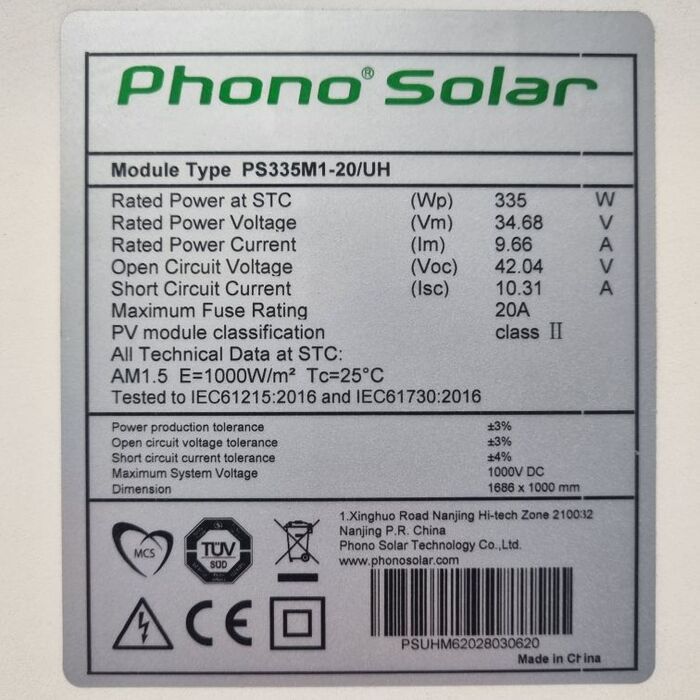 Phono® Solar
Module Type PS335M1-20/UH
Rated Power at STC (Wp) 335 W
Rated Power Voltage (Vm) 34.68 V
Rated Power Current (Im) 9.66 A
Open Circuit Voltage (Voc) 42.04 V
Short Circuit Current (Isc) 10.31 A
Maximum Fuse Rating 20A
PV module classification class II
All Technical Data at STC:
AM1.5 E=1000W/m² Tc=25°C
Tested to IEC61215:2016 and IEC61730:2016
Power production tolerance ±3%
Open circuit voltage tolerance ±3%
Short circuit current tolerance ±4%
Maximum System Voltage 1000V DC
Dimension 1686 x 1000 mm
MCS
TÜV
SÜD
1.Xinghuo Road Nanjing Hi-tech Zone 210032
Nanjing P.R. China
Phono Solar Technology Co.,Ltd.
www.phonosolar.com
CE
PSUHM62028030620
Made in China